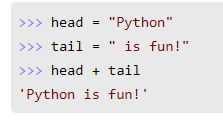 >>> head = "Python"
>>> tail = " is fun!"
>>> head + tail
'Python is fun!'